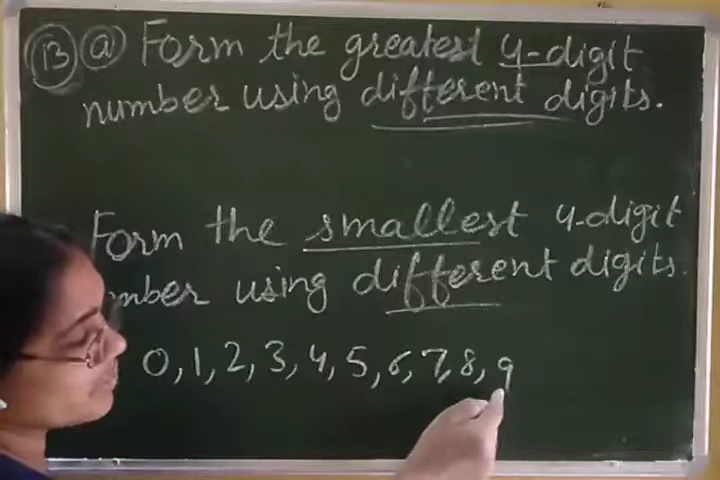 13 a Form the greatest 4-digit
number using different digits.
Form the smallest 4-digit
mber using different digits.
0, 1, 2, 3, 4, 5, 6, 7, 8, 9